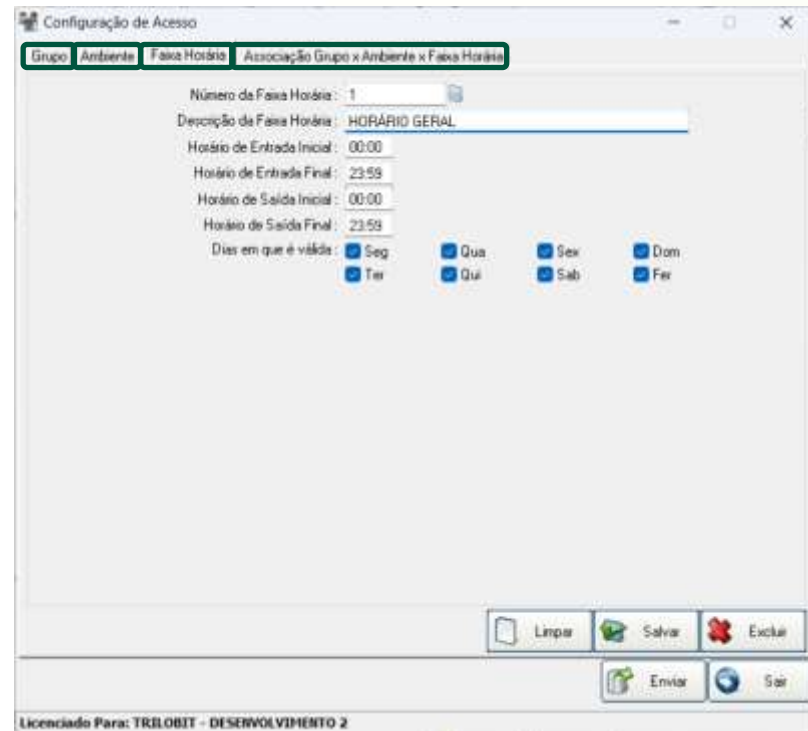 Configuração de Acesso
Grupo Ambiente Faixa Horária Associação Grupo x Ambiente x Faixa Horária
Número da Faixa Horária : 1
Descrição da Faixa Horária : HORÁRIO GERAL
Horário de Entrada Inicial : 00:00
Horário de Entrada Final : 23:59
Horário de Saída Inicial : 00:00
Horário de Saída Final : 23:59
Dias em que é válida : Seg Qua Sex Dom
Ter Qui Sab Fer
Limpar Salvar Excluir
Enviar Sair
Licenciado Para: TRILOBIT - DESENVOLVIMENTO 2